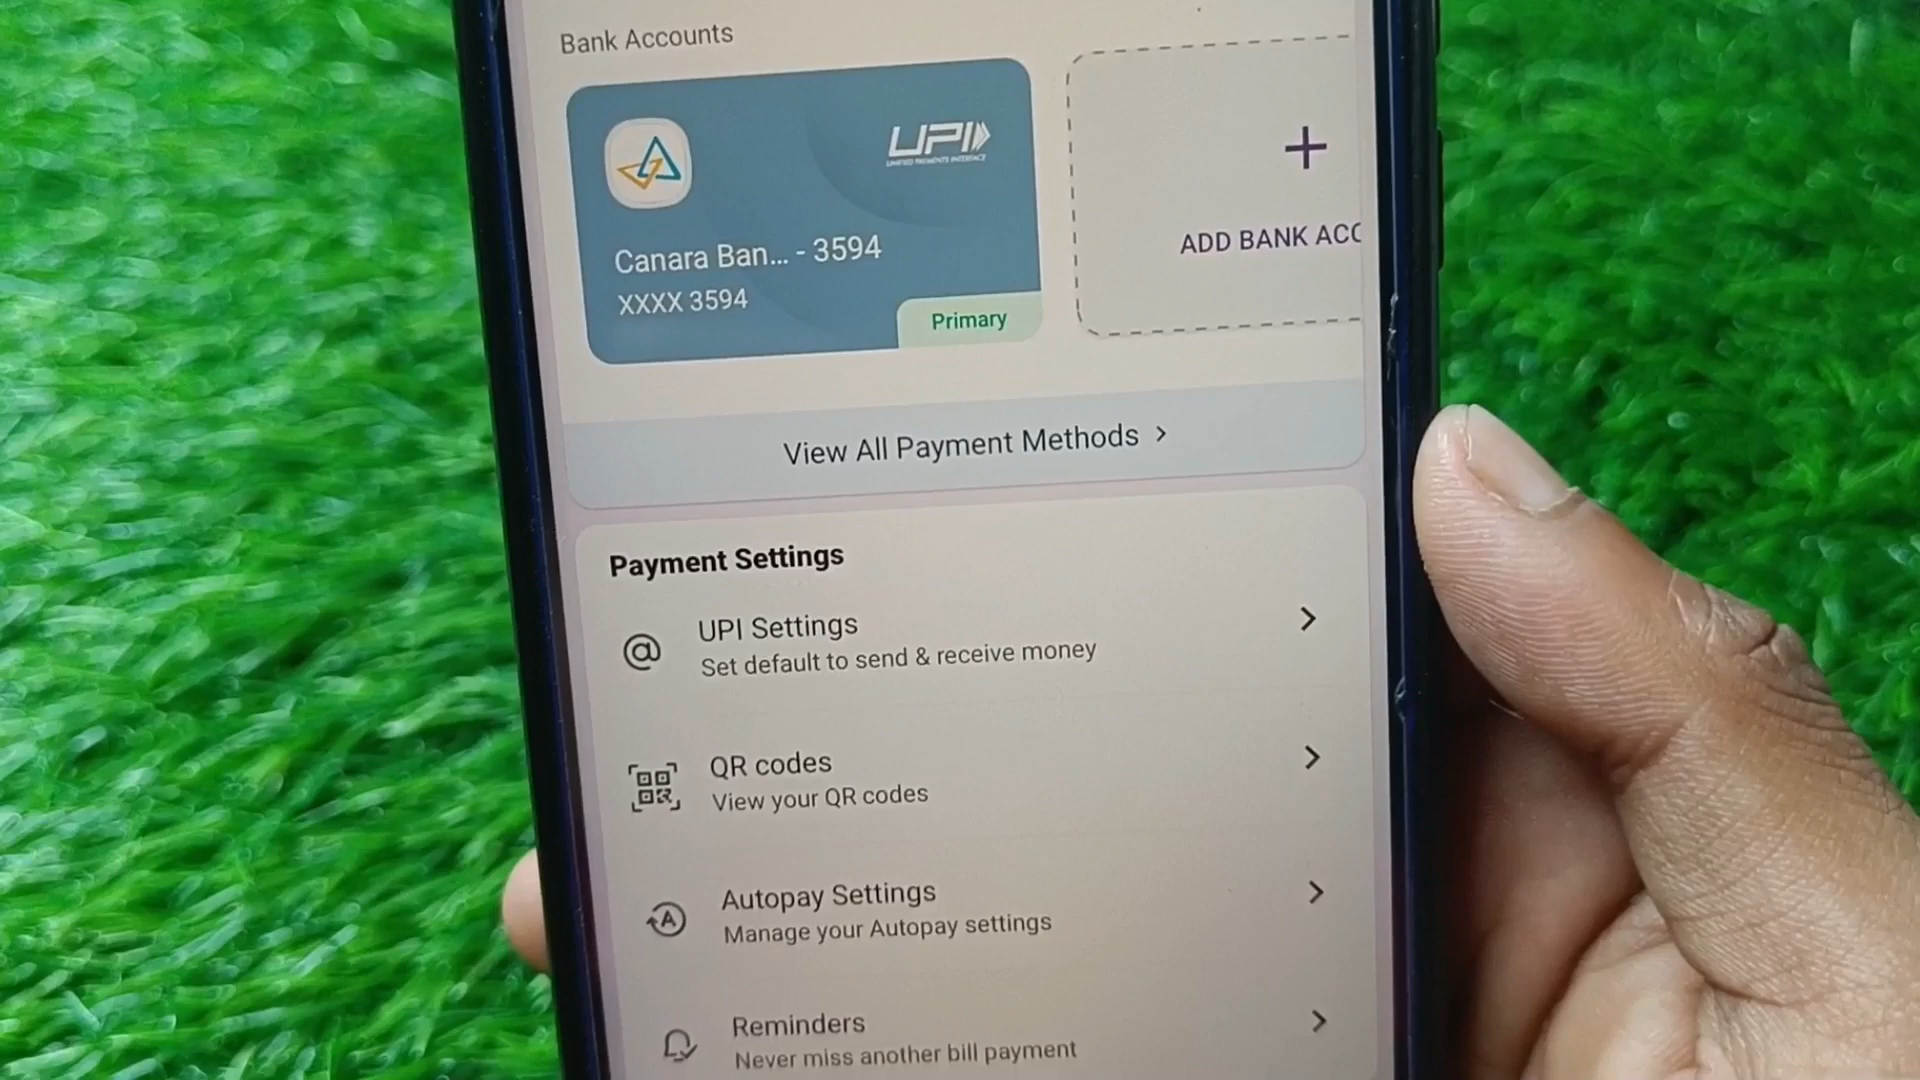 Bank Accounts
UPI
UNIFIED PAYMENTS INTERFACE
Canara Ban... - 3594
XXXX 3594
Primary
+
ADD BANK ACC
View All Payment Methods >
Payment Settings
@ UPI Settings >
Set default to send & receive money
QR codes >
View your QR codes
A Autopay Settings >
Manage your Autopay settings
Reminders >
Never miss another bill payment